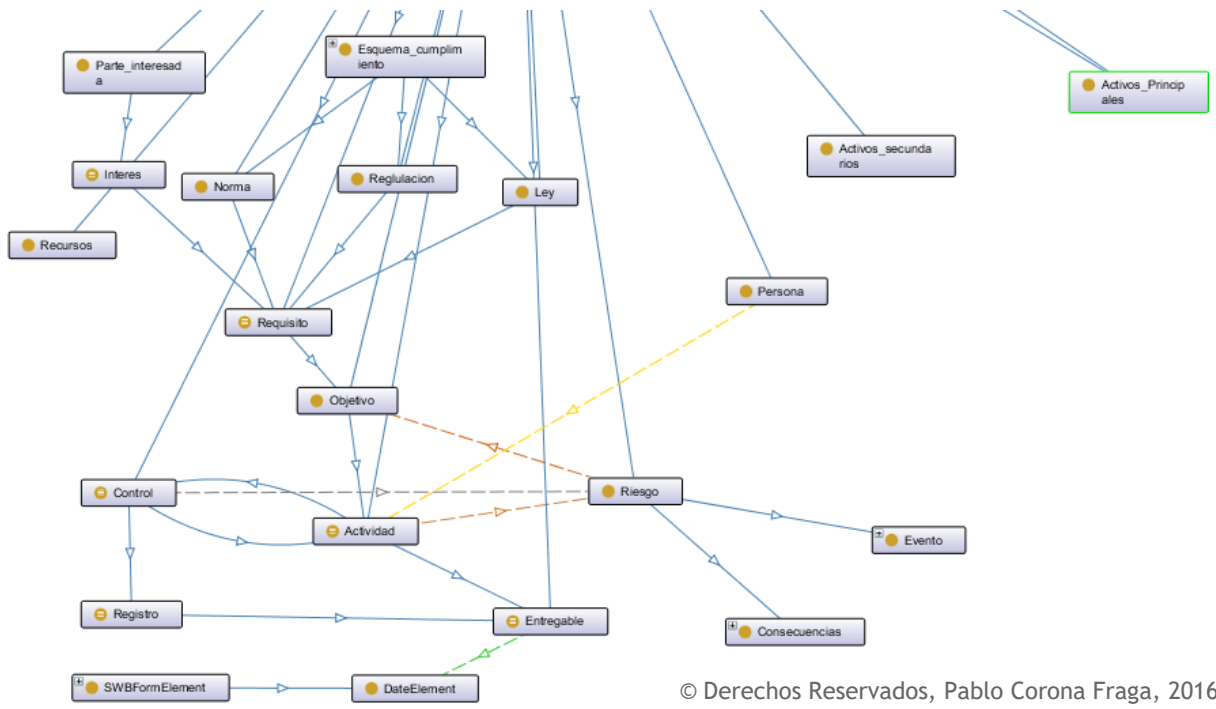 Parte_interesad
a
Esquema_cumplim
iento
Activos_Princip
ales
Activos_secunda
rios
Interes
Norma
Reglulacion
Ley
Recursos
Persona
Requisito
Objetivo
Control
Riesgo
Actividad
Evento
Registro
Entregable
Consecuencias
SWBFormElement
DateElement
© Derechos Reservados, Pablo Corona Fraga, 2016